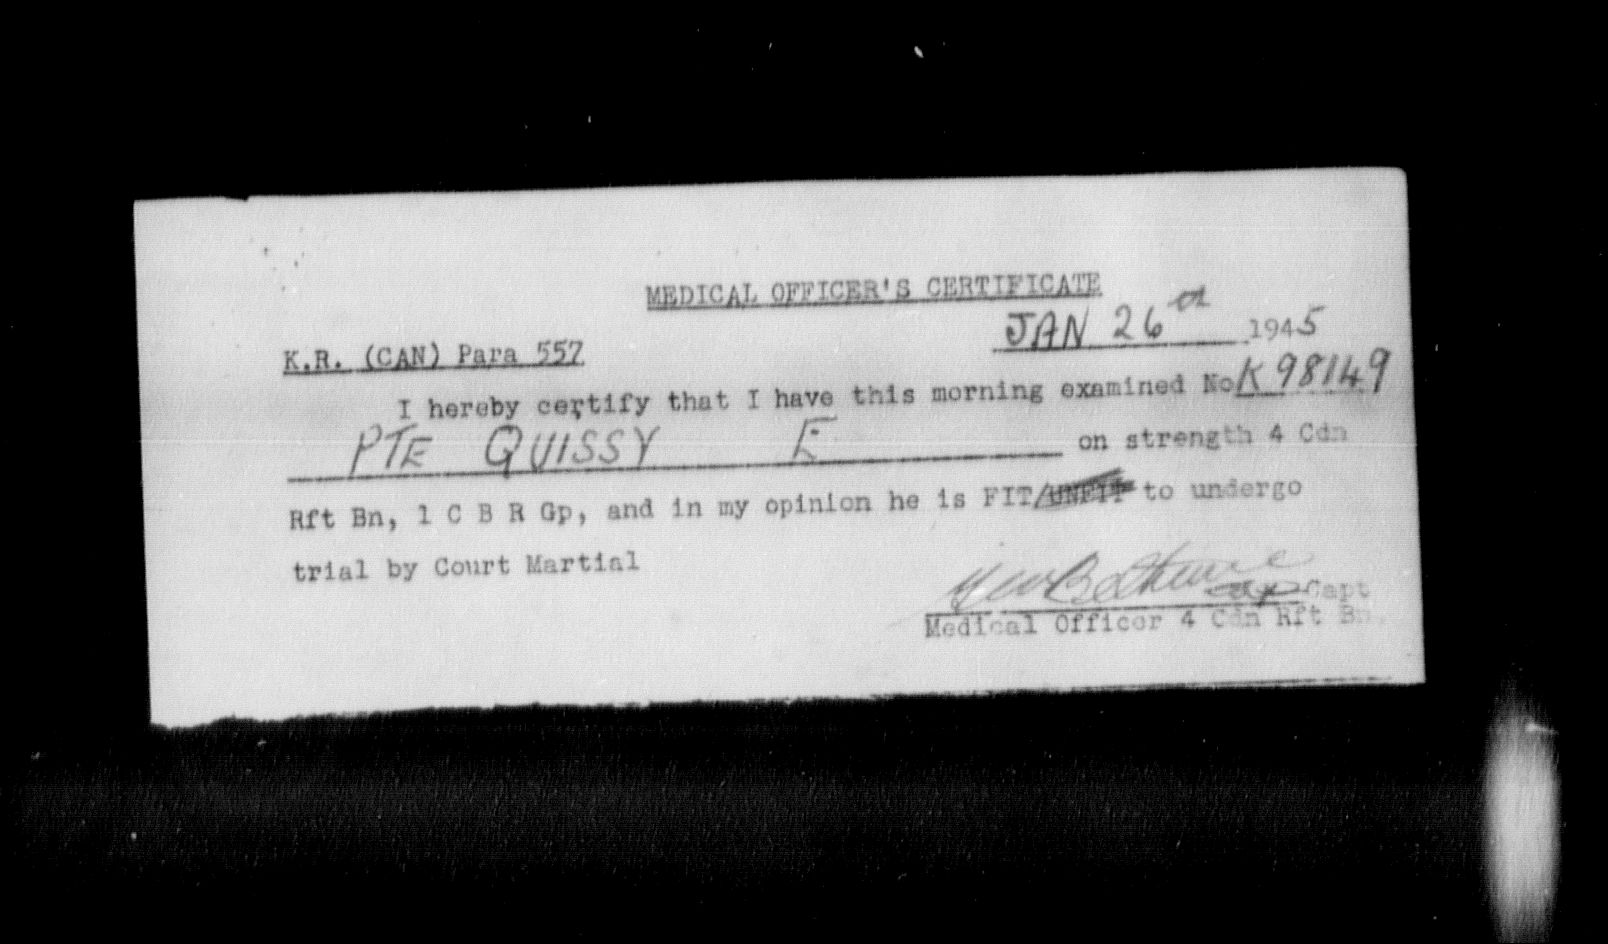 MEDICAL OFFICER'S CERTIFICATE
JAN 26th 1945
K.R. (CAN) Para 557
I hereby certify that I have this morning examined No K 98149
PTE QUISSY E on strength 4 Cdn
Rft Bn, 1 C B R Gp, and in my opinion he is FIT/UNFIT to undergo
trial by Court Martial
Bethune Capt
Medical Officer 4 Cdn Rft Bn.